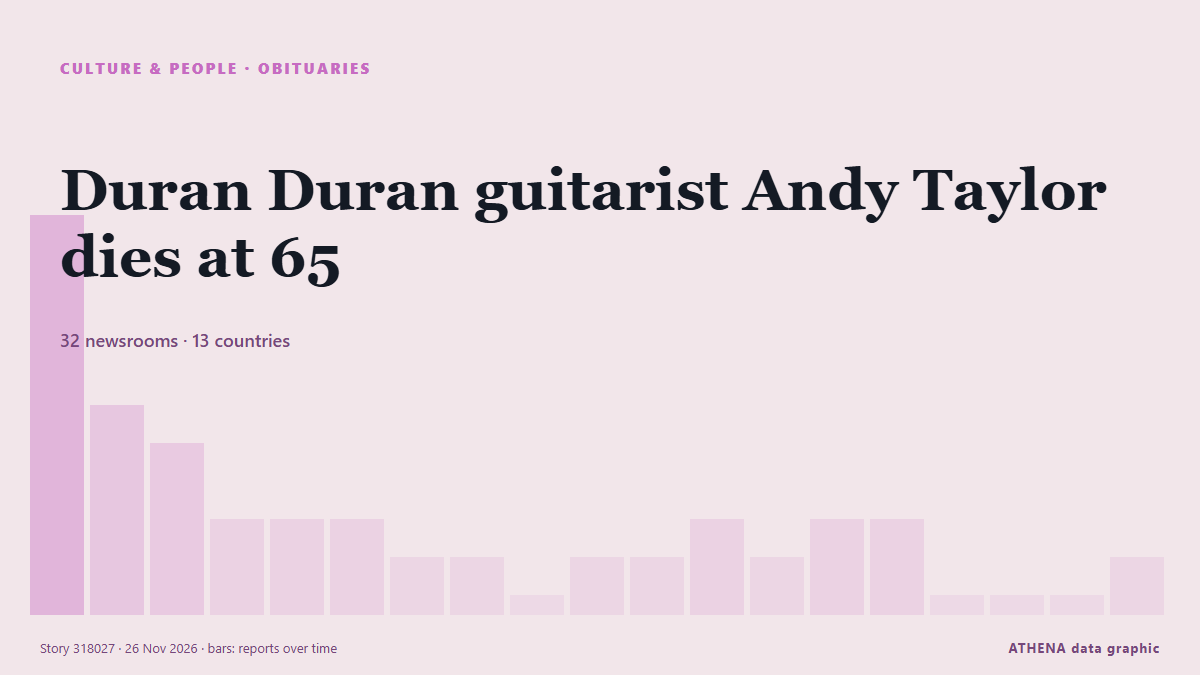 CULTURE & PEOPLE · OBITUARIES
Duran Duran guitarist Andy Taylor
dies at 65
32 newsrooms · 13 countries
Story 318027 · 26 Nov 2026 · bars: reports over time
ATHENA data graphic